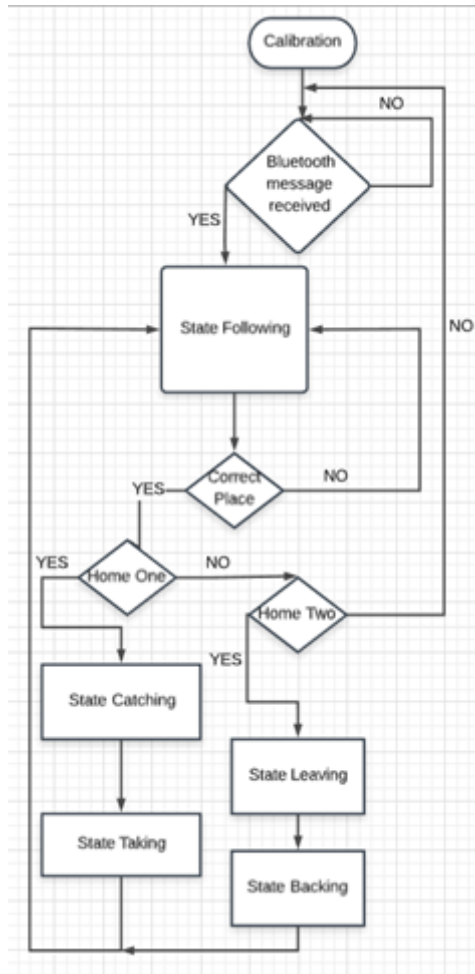 Calibration
NO
Bluetooth
message
received
YES
State Following
NO
Correct
Place
YES
NO
YES
Home One
NO
Home Two
YES
State Catching
State Leaving
State Taking
State Backing